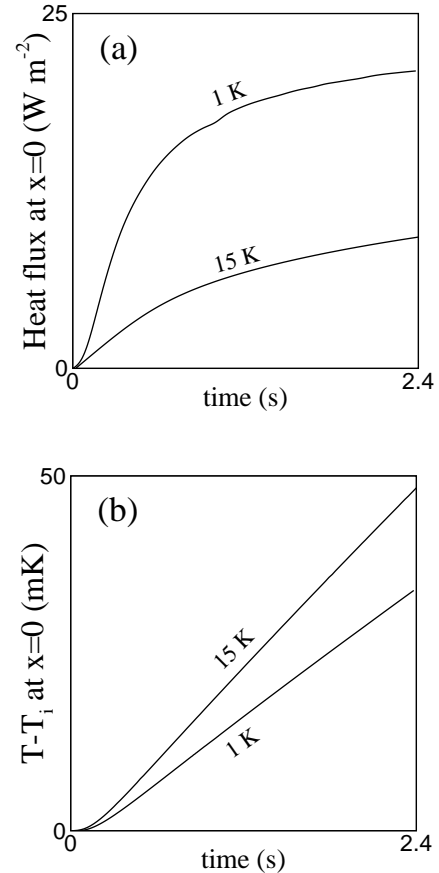 25
(a)
1 K
15 K
Heat flux at x=0 (W m-2)
0
0
2.4
time (s)
50
(b)
15 K
1 K
T-Ti at x=0 (mK)
0
0
2.4
time (s)